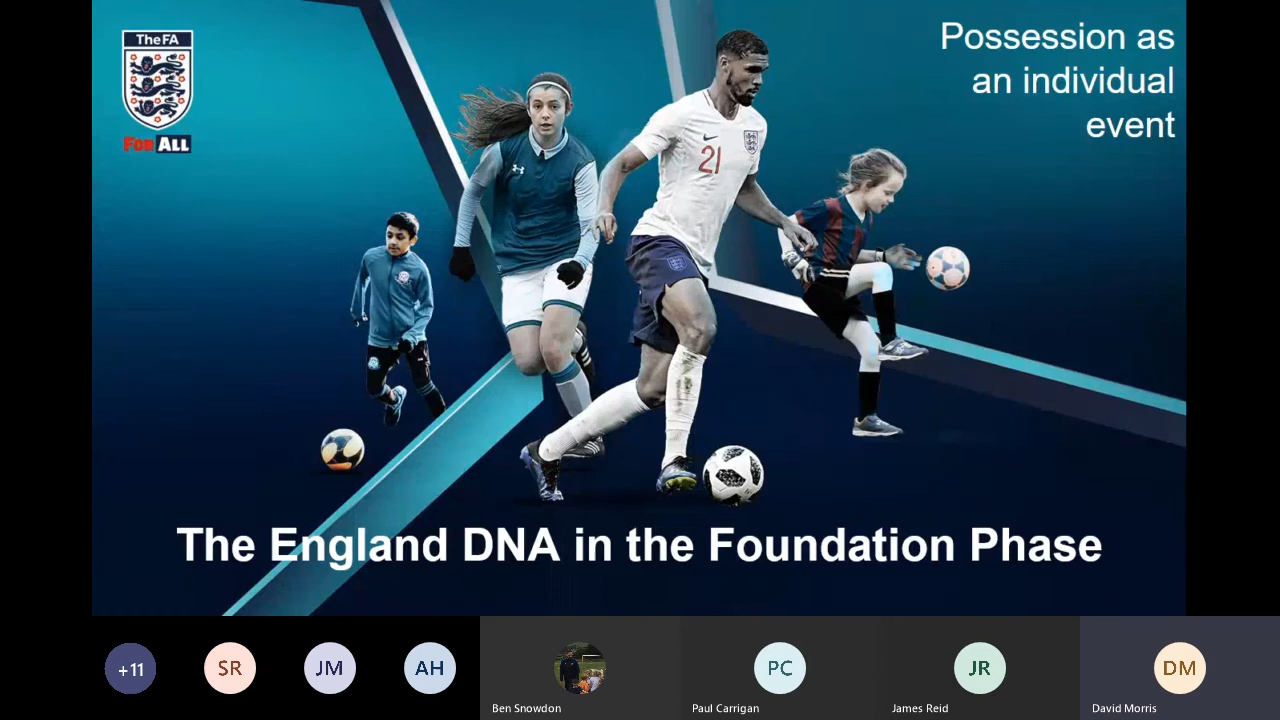 TheFA
FOR ALL
Possession as
an individual
event
21
The England DNA in the Foundation Phase
+11
SR
JM
AH
PC
JR
DM
Ben Snowdon
Paul Carrigan
James Reid
David Morris